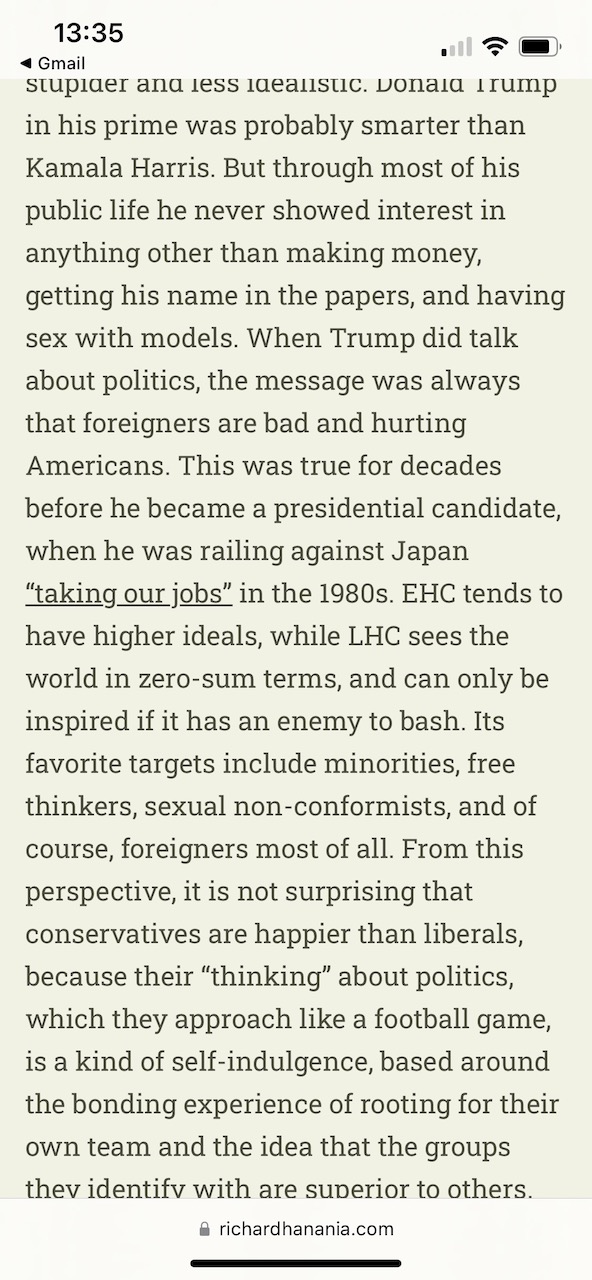 13:35
◀ Gmail
stupider and less idealistic. Donald Trump
in his prime was probably smarter than
Kamala Harris. But through most of his
public life he never showed interest in
anything other than making money,
getting his name in the papers, and having
sex with models. When Trump did talk
about politics, the message was always
that foreigners are bad and hurting
Americans. This was true for decades
before he became a presidential candidate,
when he was railing against Japan
“taking our jobs” in the 1980s. EHC tends to
have higher ideals, while LHC sees the
world in zero-sum terms, and can only be
inspired if it has an enemy to bash. Its
favorite targets include minorities, free
thinkers, sexual non-conformists, and of
course, foreigners most of all. From this
perspective, it is not surprising that
conservatives are happier than liberals,
because their “thinking” about politics,
which they approach like a football game,
is a kind of self-indulgence, based around
the bonding experience of rooting for their
own team and the idea that the groups
they identify with are superior to others.
richardhanania.com